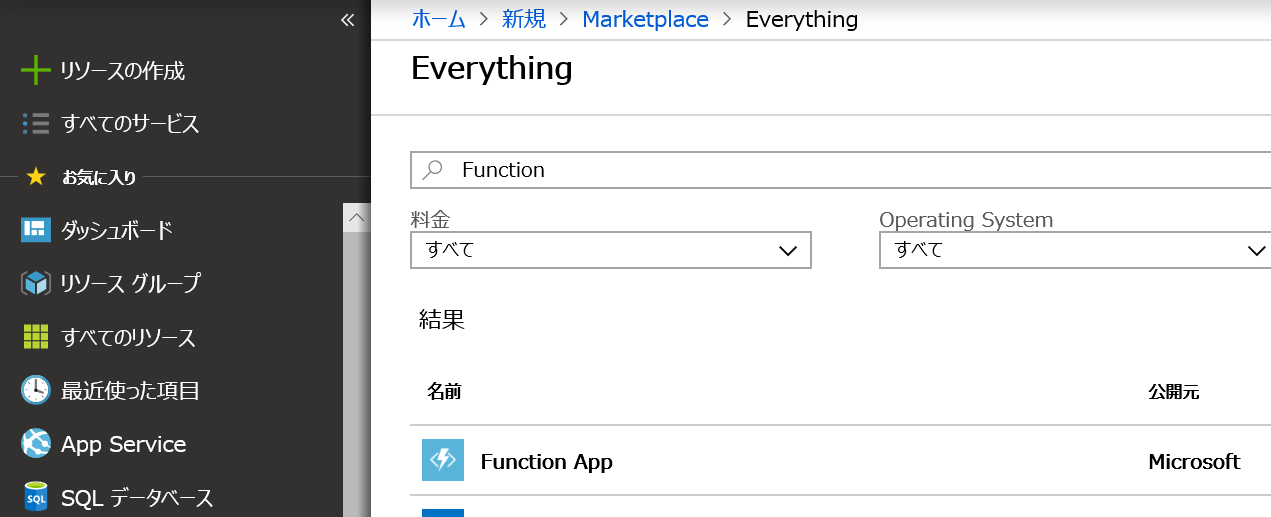 ホーム > 新規 > Marketplace > Everything
Everything
リソースの作成
すべてのサービス
お気に入り
ダッシュボード
リソース グループ
すべてのリソース
最近使った項目
App Service
SQL データベース
Function
料金
Operating System
すべて
すべて
結果
名前
公開元
Function App
Microsoft